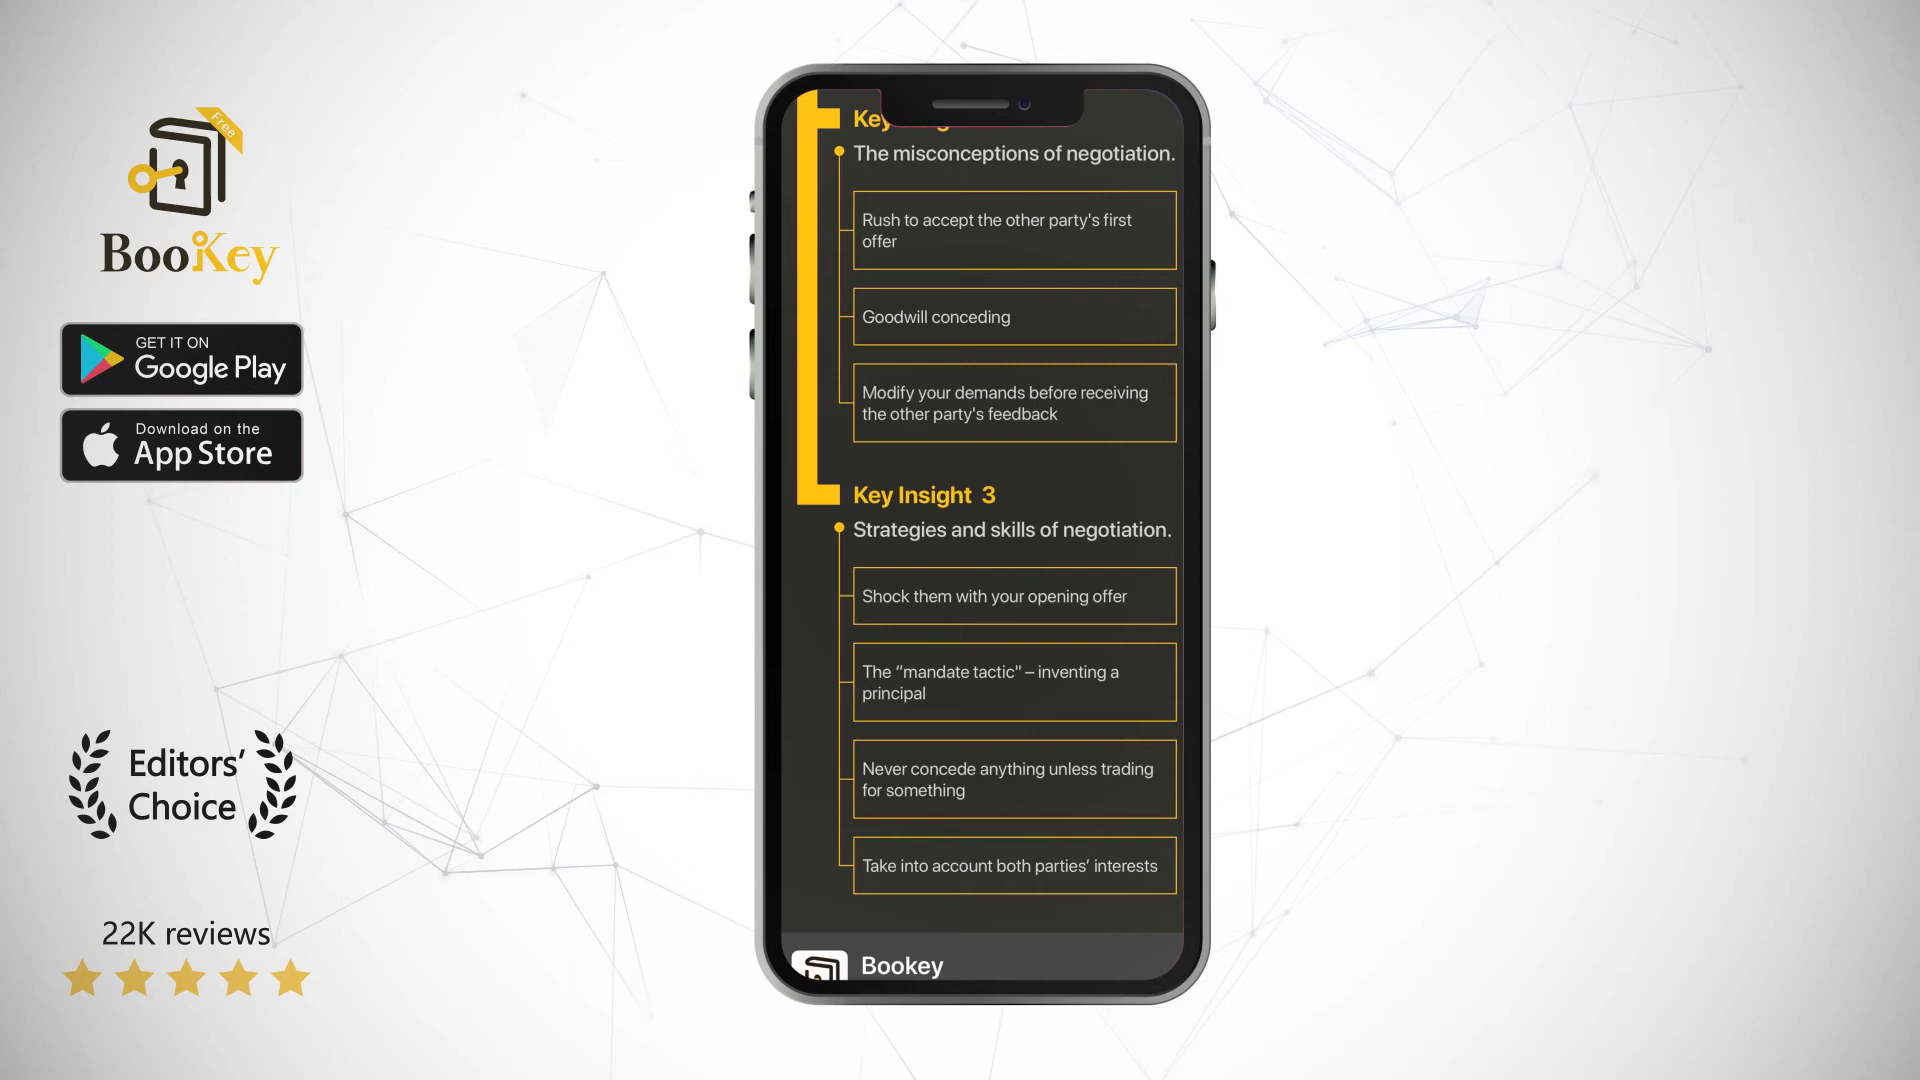 Free
BooKey
GET IT ON
Google Play
Download on the
App Store
Editors’
Choice
22K reviews
Key
The misconceptions of negotiation.
Rush to accept the other party's first
offer
Goodwill conceding
Modify your demands before receiving
the other party's feedback
Key Insight 3
Strategies and skills of negotiation.
Shock them with your opening offer
The “mandate tactic" – inventing a
principal
Never concede anything unless trading
for something
Take into account both parties’ interests
Bookey